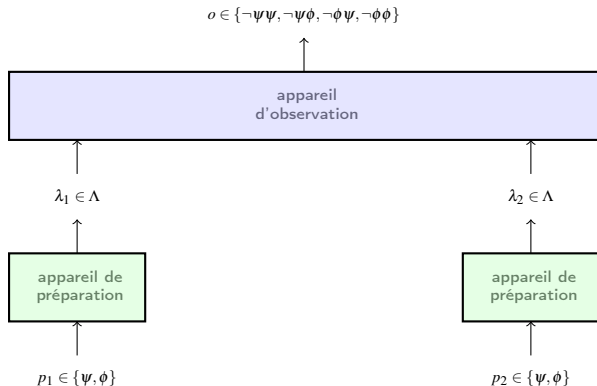 o ∈ {¬ψψ, ¬ψϕ, ¬ϕψ, ¬ϕϕ}
appareil
d'observation
λ₁ ∈ Λ
λ₂ ∈ Λ
appareil de
préparation
appareil de
préparation
p₁ ∈ {ψ, ϕ}
p₂ ∈ {ψ, ϕ}